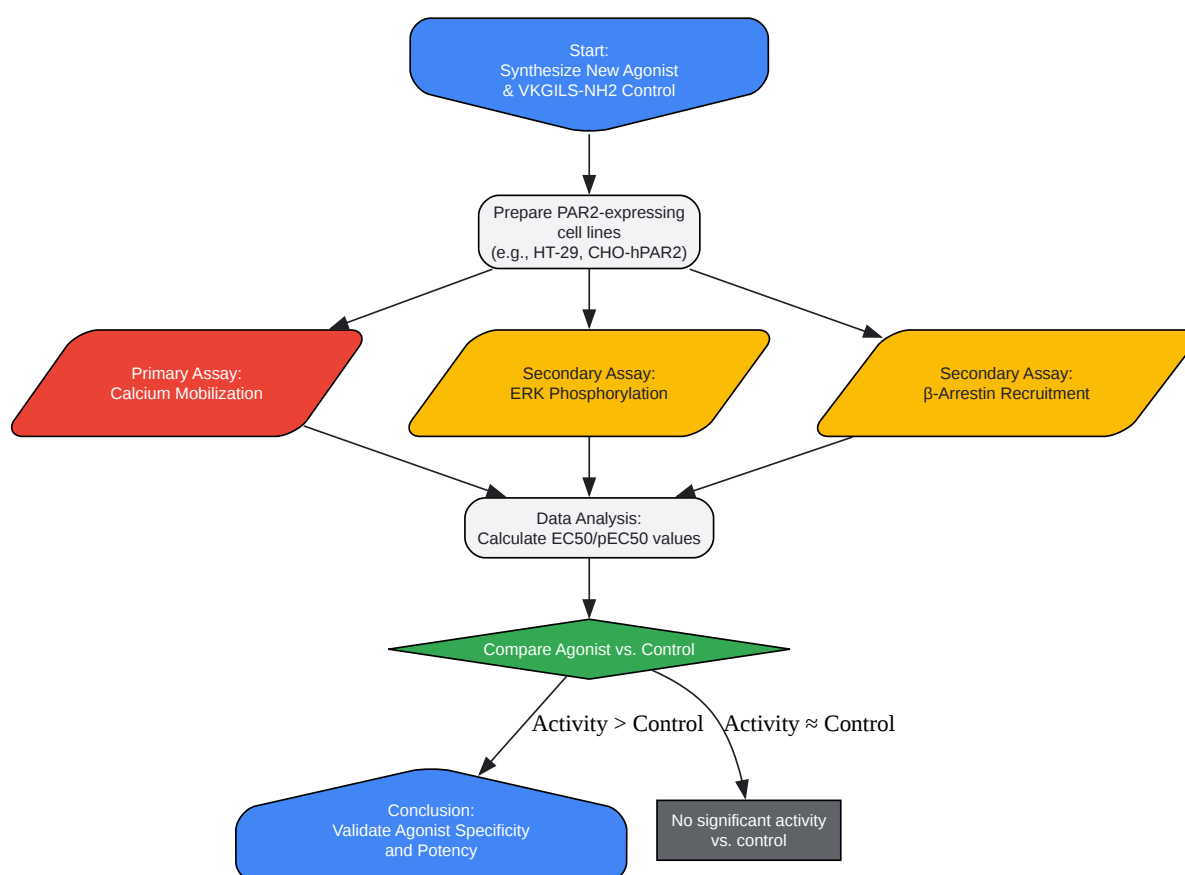 Start:
Synthesize New Agonist
& VKGILS-NH2 Control
Prepare PAR2-expressing
cell lines
(e.g., HT-29, CHO-hPAR2)
Primary Assay:
Calcium Mobilization
Secondary Assay:
ERK Phosphorylation
Secondary Assay:
β-Arrestin Recruitment
Data Analysis:
Calculate EC50/pEC50 values
Compare Agonist vs. Control
Activity > Control
Activity ≈ Control
Conclusion:
Validate Agonist Specificity
and Potency
No significant activity
vs. control